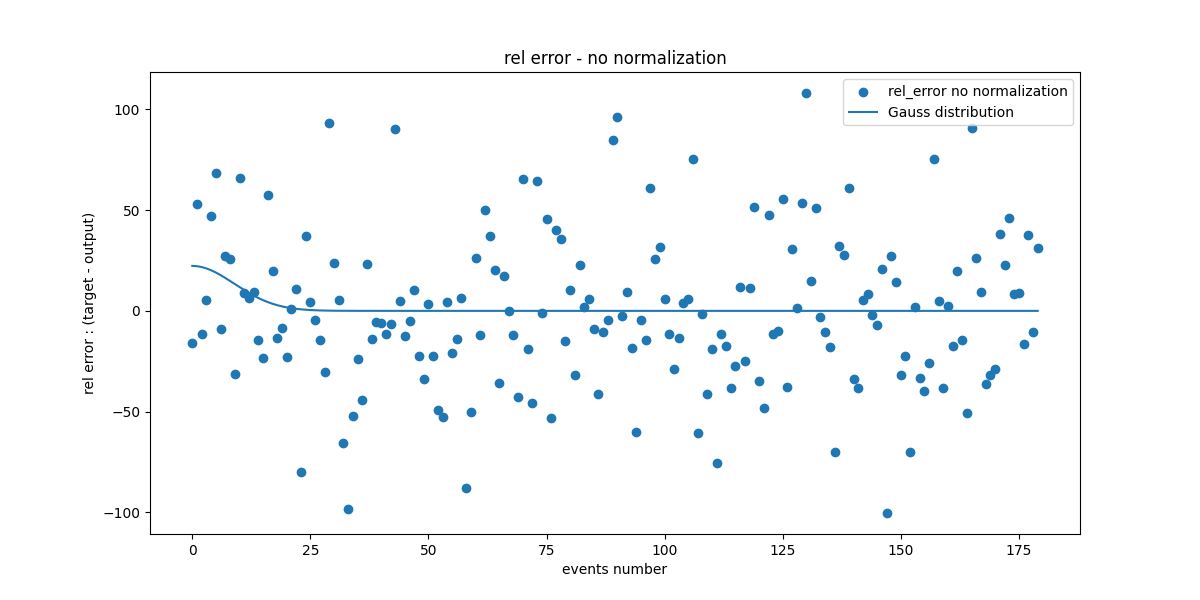 rel error - no normalization
rel_error no normalization
Gauss distribution
rel error : (target - output)
100
50
0
−50
−100
0 25 50 75 100 125 150 175
events number